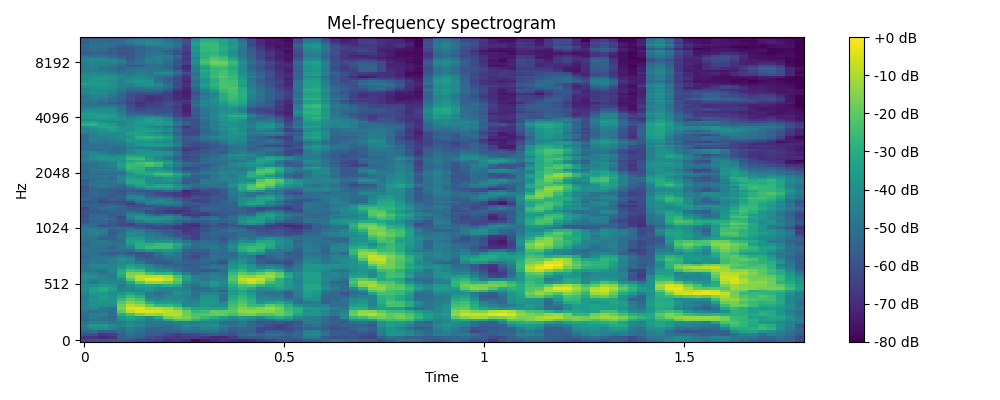 Mel-frequency spectrogram
8192
4096
2048
1024
512
0
Hz
0
0.5
1
1.5
Time
+0 dB
-10 dB
-20 dB
-30 dB
-40 dB
-50 dB
-60 dB
-70 dB
-80 dB